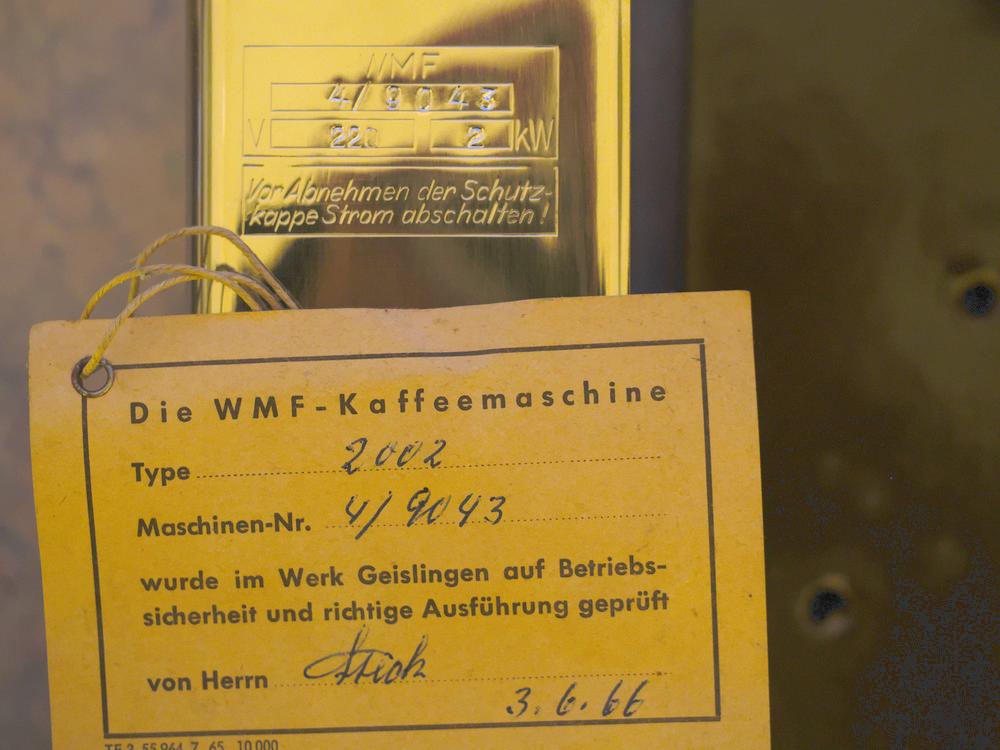 WMF
4/9043
V 220 2 kW
Vor Abnehmen der Schutz-
kappe Strom abschalten!
Die WMF-Kaffeemaschine
Type 2002
Maschinen-Nr. 4/9043
wurde im Werk Geislingen auf Betriebs-
sicherheit und richtige Ausführung geprüft
von Herrn
3.6.66
10.000